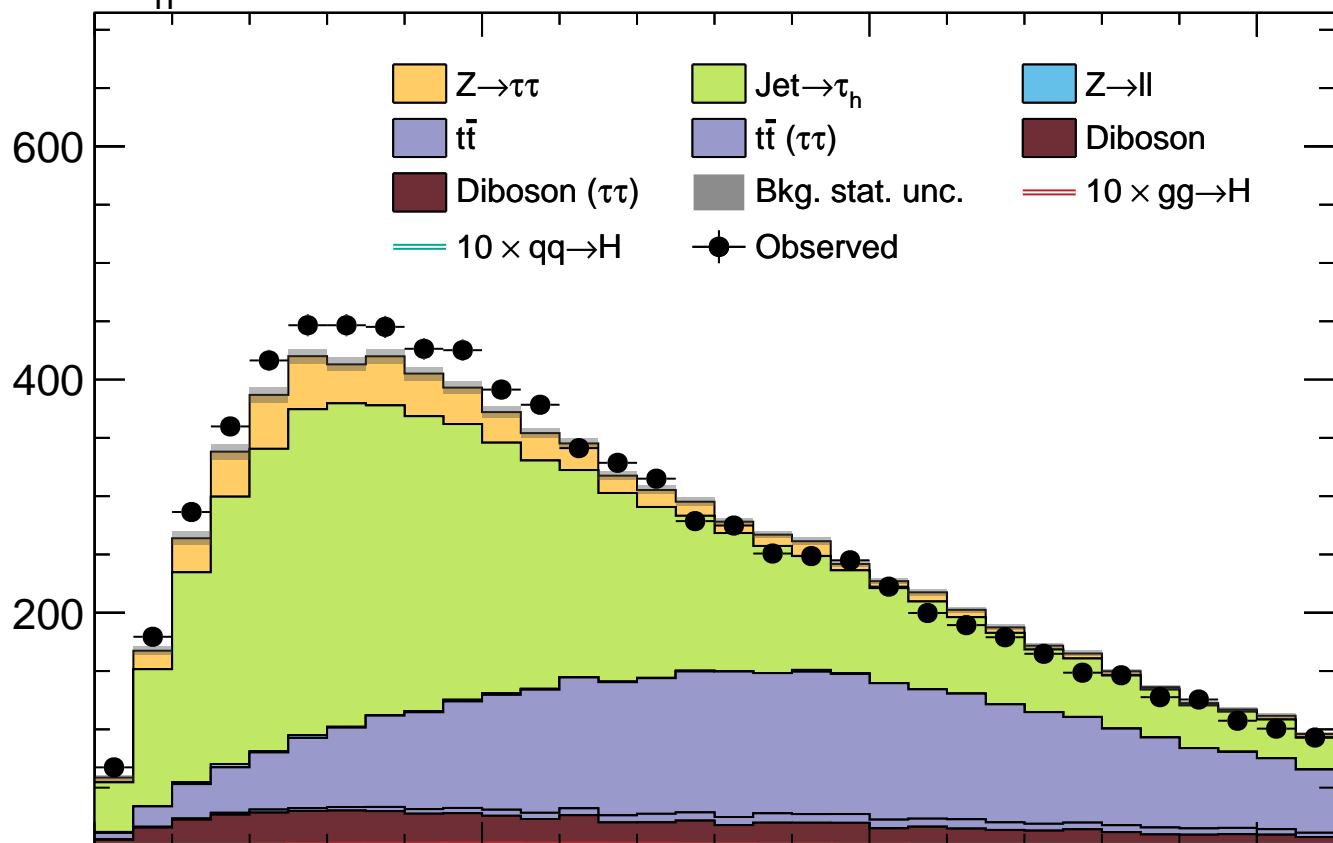 Z→ττ Jet→τh Z→ll
tt̄ tt̄ (ττ) Diboson
Diboson (ττ) Bkg. stat. unc. 10 × gg→H
10 × qq→H Observed
600
400
200